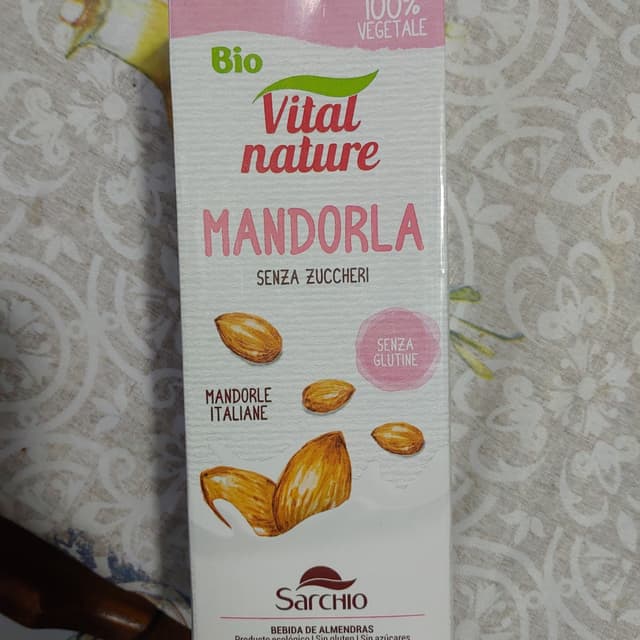 100%
VEGETALE
Bio
Vital
nature
MANDORLA
SENZA ZUCCHERI
SENZA
GLUTINE
MANDORLE
ITALIANE
SARCHIO
BEBIDA DE ALMENDRAS
Producto ecológico | Sin gluten | Sin azúcares